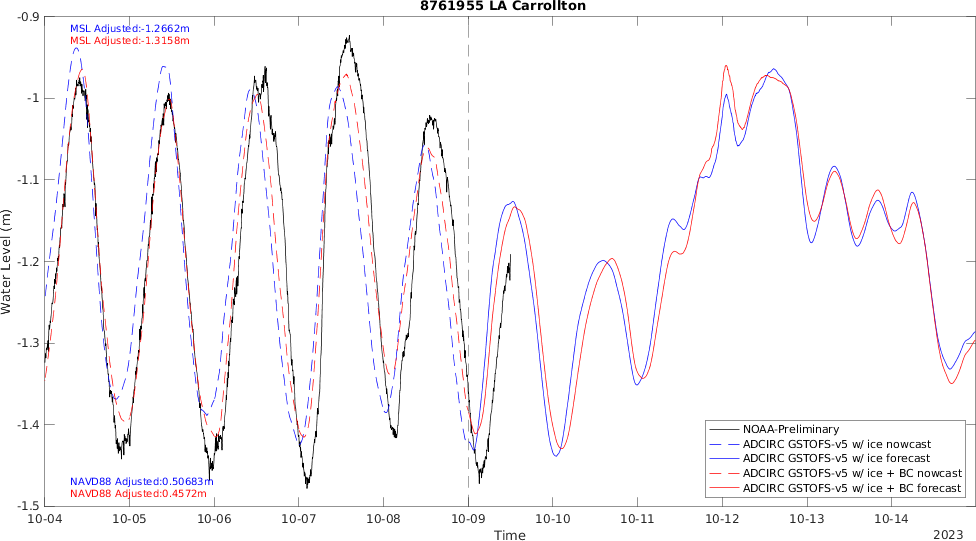 8761955 LA Carrollton
MSL Adjusted:-1.2662m
MSL Adjusted:-1.3158m
-0.9
-1
-1.1
-1.2
-1.3
-1.4
-1.5
Water Level (m)
NOAA-Preliminary
ADCIRC GSTOFS-v5 w/ ice nowcast
ADCIRC GSTOFS-v5 w/ ice forecast
ADCIRC GSTOFS-v5 w/ ice + BC nowcast
ADCIRC GSTOFS-v5 w/ ice + BC forecast
NAVD88 Adjusted:0.50683m
NAVD88 Adjusted:0.4572m
10-04 10-05 10-06 10-07 10-08 10-09 10-10 10-11 10-12 10-13 10-14
Time
2023